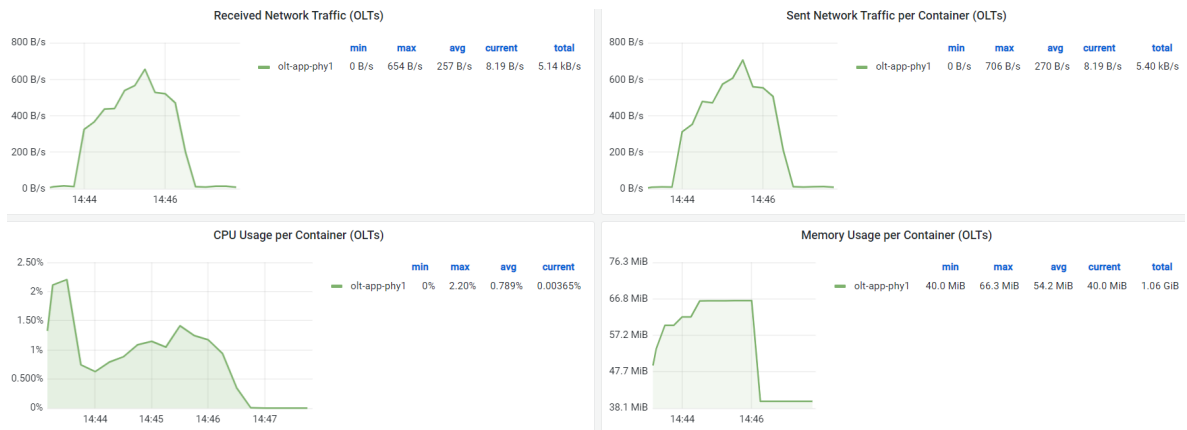 Received Network Traffic (OLTs)
800 B/s
600 B/s
400 B/s
200 B/s
0 B/s
14:44 14:46
min max avg current total
olt-app-phy1 0 B/s 654 B/s 257 B/s 8.19 B/s 5.14 kB/s
Sent Network Traffic per Container (OLTs)
800 B/s
600 B/s
400 B/s
200 B/s
0 B/s
14:44 14:46
min max avg current total
olt-app-phy1 0 B/s 706 B/s 270 B/s 8.19 B/s 5.40 kB/s
CPU Usage per Container (OLTs)
2.50%
2%
1.50%
1%
0.500%
0%
14:44 14:45 14:46 14:47
min max avg current
olt-app-phy1 0% 2.20% 0.789% 0.00365%
Memory Usage per Container (OLTs)
76.3 MiB
66.8 MiB
57.2 MiB
47.7 MiB
38.1 MiB
14:44 14:46
min max avg current total
olt-app-phy1 40.0 MiB 66.3 MiB 54.2 MiB 40.0 MiB 1.06 GiB